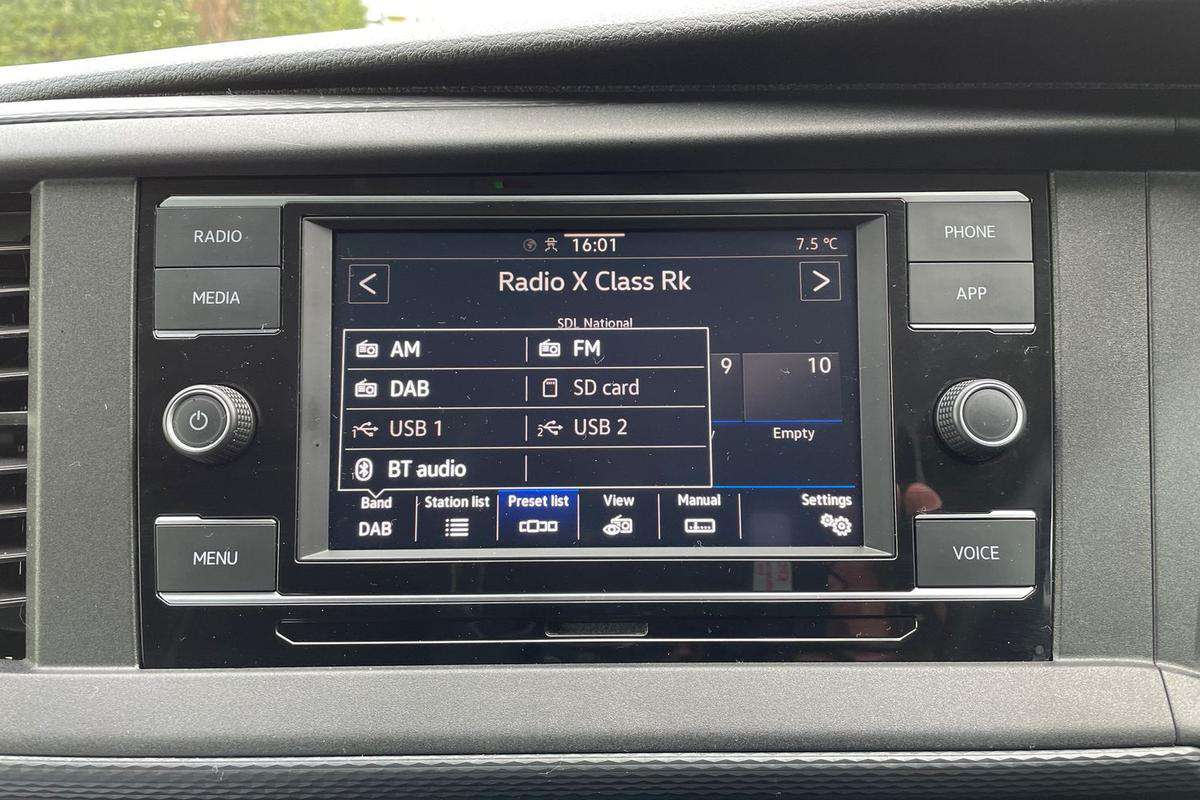 RADIO
MEDIA
MENU
PHONE
APP
VOICE
16:01
7.5 °C
< Radio X Class Rk >
SDL National
AM FM
DAB SD card
1 USB 1 2 USB 2
BT audio
9 10
Empty
Band Station list Preset list View Manual Settings
DAB